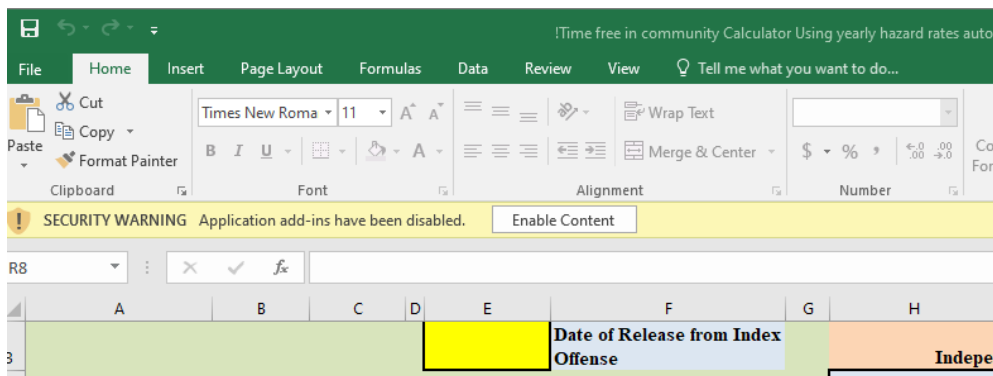 !Time free in community Calculator Using yearly hazard rates auto
File Home Insert Page Layout Formulas Data Review View Tell me what you want to do...
Cut
Copy
Format Painter
Paste
Times New Roma 11
B I U
Wrap Text
Merge & Center
$ % ,
Co
For
Clipboard Font Alignment Number
SECURITY WARNING Application add-ins have been disabled. Enable Content
R8 fx
A B C D E F G H
Date of Release from Index
Offense
Indepe